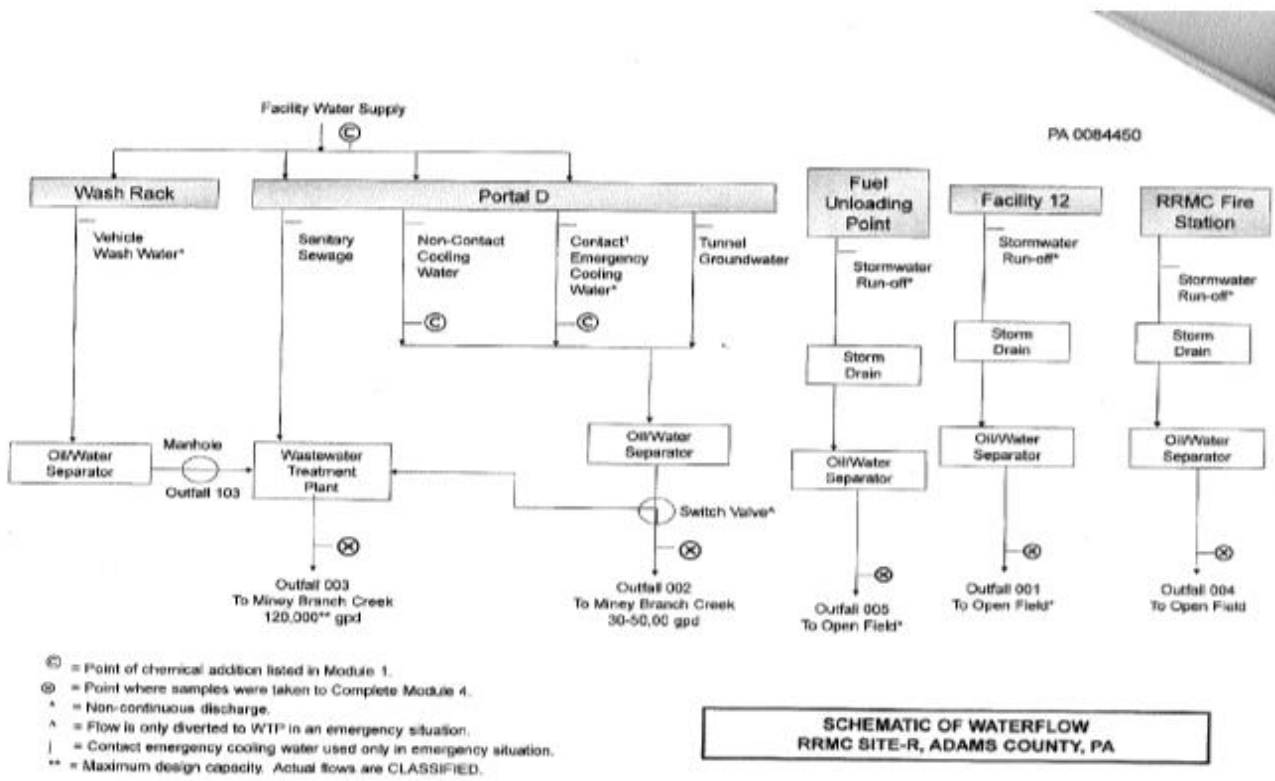 Facility Water Supply
©
PA 0084450
Wash Rack
Portal D
Fuel
Unloading
Point
Facility 12
RRMC Fire
Station
Vehicle
Wash Water*
Sanitary
Sewage
Non-Contact
Cooling
Water
Contact¹
Emergency
Cooling
Water*
Tunnel
Groundwater
Stormwater
Run-off*
Stormwater
Run-off*
Stormwater
Run-off*
©
©
Storm
Drain
Storm
Drain
Storm
Drain
Oil/Water
Separator
Manhole
Outfall 103
Wastewater
Treatment
Plant
Oil/Water
Separator
Switch Valve^
Oil/Water
Separator
Oil/Water
Separator
Oil/Water
Separator
Outfall 003
To Miney Branch Creek
120,000** gpd
Outfall 002
To Miney Branch Creek
30-50,00 gpd
Outfall 005
To Open Field*
Outfall 001
To Open Field*
Outfall 004
To Open Field
© = Point of chemical addition listed in Module 1.
⊗ = Point where samples were taken to Complete Module 4.
* = Non-continuous discharge.
^ = Flow is only diverted to WTP in an emergency situation.
| = Contact emergency cooling water used only in emergency situation.
** = Maximum design capacity. Actual flows are CLASSIFIED.
SCHEMATIC OF WATERFLOW
RRMC SITE-R, ADAMS COUNTY, PA